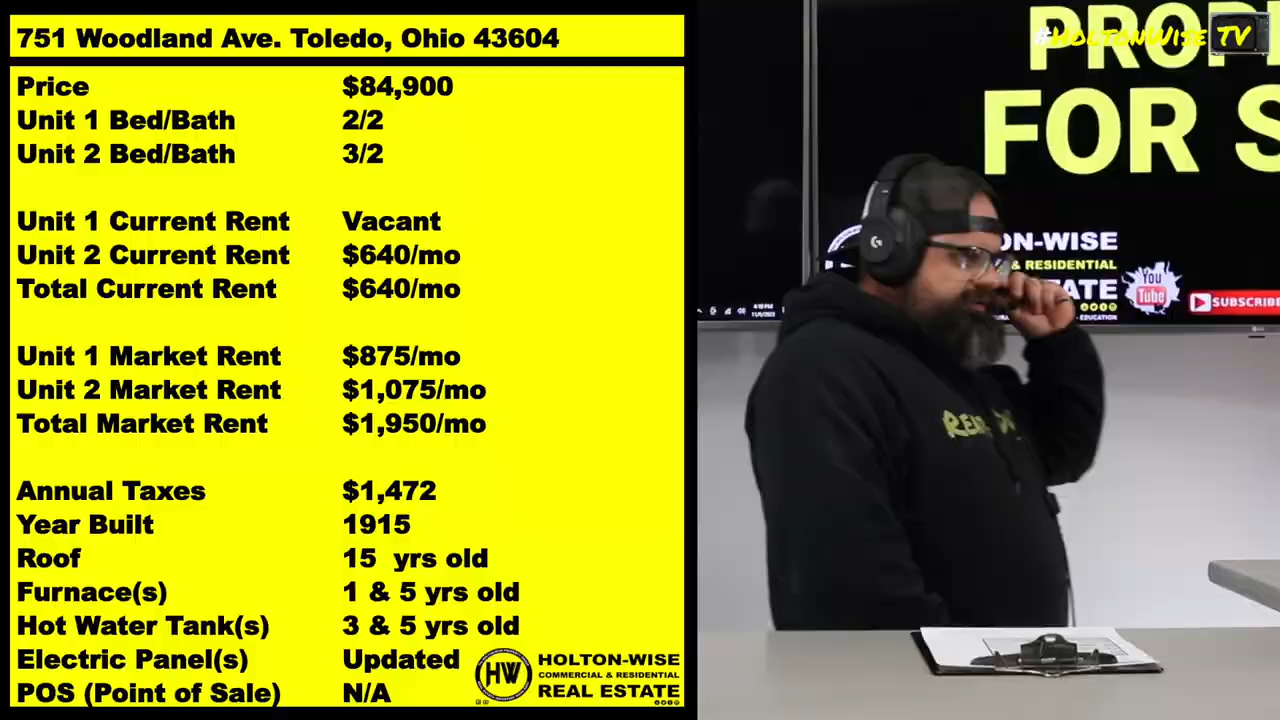 751 Woodland Ave. Toledo, Ohio 43604
Price $84,900
Unit 1 Bed/Bath 2/2
Unit 2 Bed/Bath 3/2
Unit 1 Current Rent Vacant
Unit 2 Current Rent $640/mo
Total Current Rent $640/mo
Unit 1 Market Rent $875/mo
Unit 2 Market Rent $1,075/mo
Total Market Rent $1,950/mo
Annual Taxes $1,472
Year Built 1915
Roof 15 yrs old
Furnace(s) 1 & 5 yrs old
Hot Water Tank(s) 3 & 5 yrs old
Electric Panel(s) Updated
POS (Point of Sale) N/A
HW
HOLTON-WISE
COMMERCIAL & RESIDENTIAL
REAL ESTATE
#HOLTONWISE TV
PROP
FOR S
ON-WISE
& RESIDENTIAL
TATE
- EDUCATION
You
Tube
SUBSCRIBE